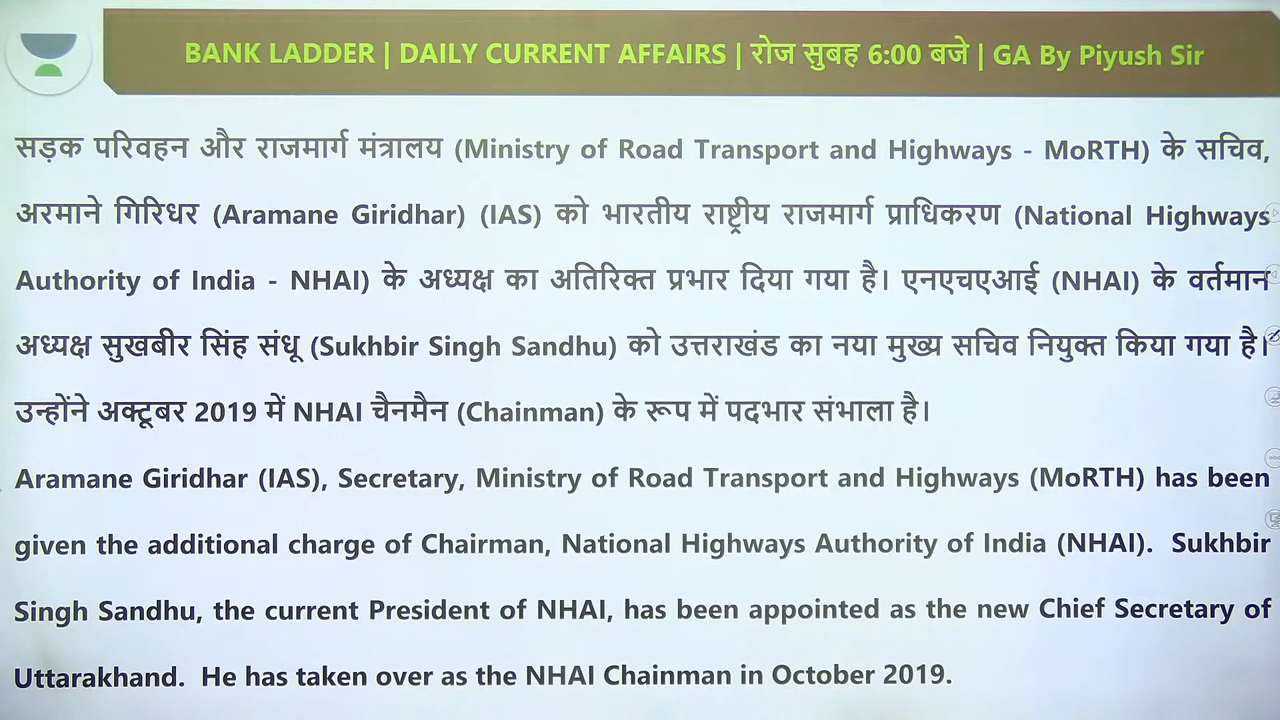 BANK LADDER | DAILY CURRENT AFFAIRS | रोज सुबह 6:00 बजे | GA By Piyush Sir
सड़क परिवहन और राजमार्ग मंत्रालय (Ministry of Road Transport and Highways - MoRTH) के सचिव,
अरमाने गिरिधर (Aramane Giridhar) (IAS) को भारतीय राष्ट्रीय राजमार्ग प्राधिकरण (National Highways
Authority of India - NHAI) के अध्यक्ष का अतिरिक्त प्रभार दिया गया है। एनएचएआई (NHAI) के वर्तमान
अध्यक्ष सुखबीर सिंह संधू (Sukhbir Singh Sandhu) को उत्तराखंड का नया मुख्य सचिव नियुक्त किया गया है।
उन्होंने अक्टूबर 2019 में NHAI चैनमैन (Chainman) के रूप में पदभार संभाला है।
Aramane Giridhar (IAS), Secretary, Ministry of Road Transport and Highways (MoRTH) has been
given the additional charge of Chairman, National Highways Authority of India (NHAI). Sukhbir
Singh Sandhu, the current President of NHAI, has been appointed as the new Chief Secretary of
Uttarakhand. He has taken over as the NHAI Chainman in October 2019.